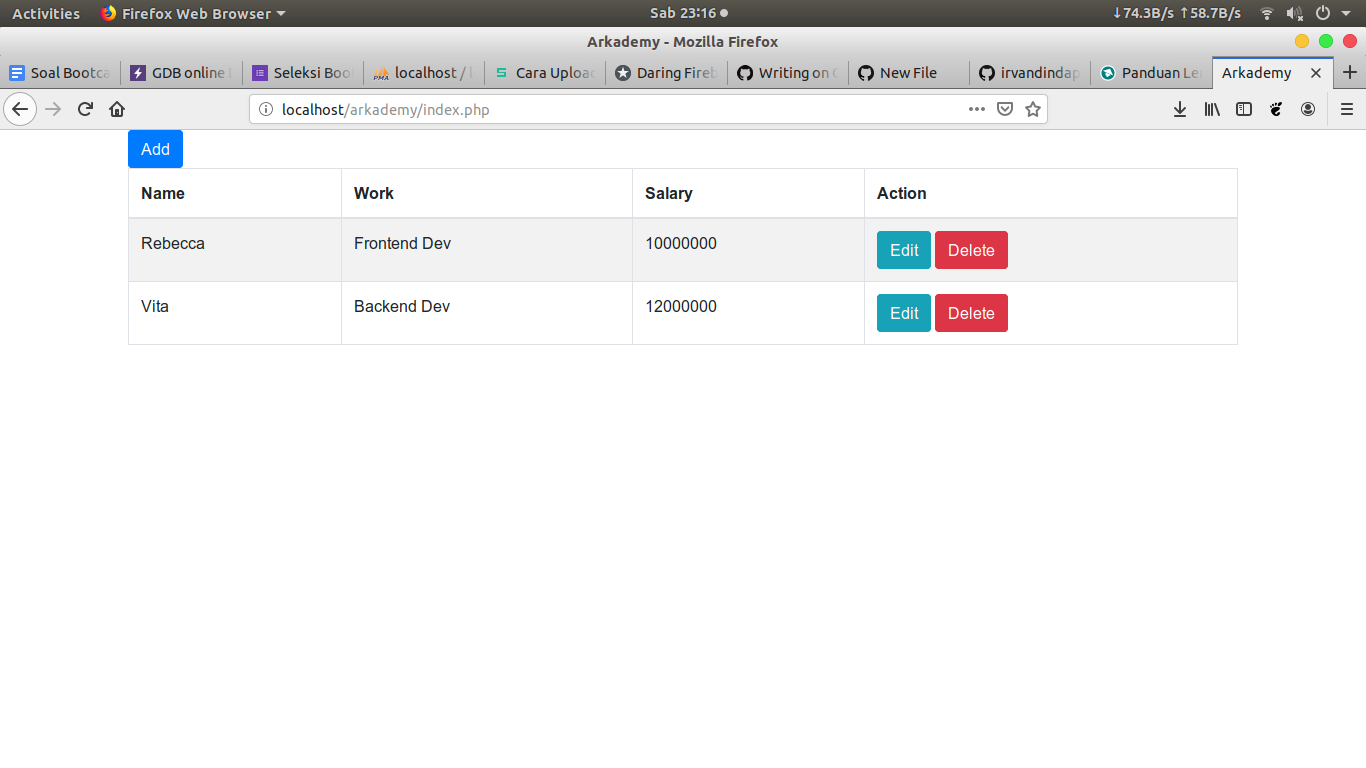 Activities Firefox Web Browser Sab 23:16 ↓74.3B/s ↑58.7B/s
Arkademy - Mozilla Firefox
Soal Bootca GDB online Seleksi Boo localhost / Cara Uploa Daring Fireb Writing on New File irvandindap Panduan Le Arkademy
localhost/arkademy/index.php
Add
Name Work Salary Action
Rebecca Frontend Dev 10000000 Edit Delete
Vita Backend Dev 12000000 Edit Delete